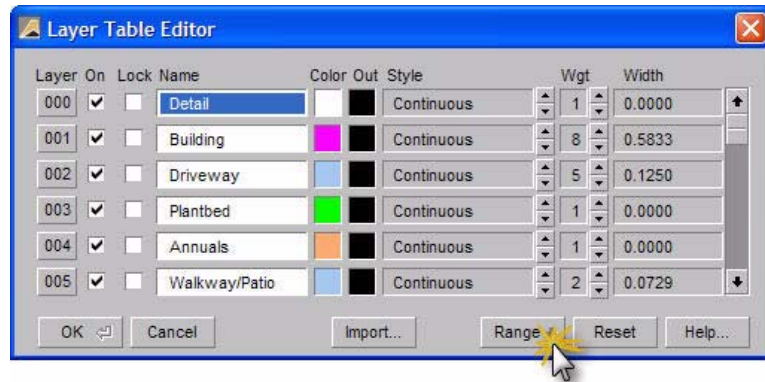 Layer Table Editor
Layer On Lock Name Color Out Style Wgt Width
000 Detail Continuous 1 0.0000
001 Building Continuous 8 0.5833
002 Driveway Continuous 5 0.1250
003 Plantbed Continuous 1 0.0000
004 Annuals Continuous 1 0.0000
005 Walkway/Patio Continuous 2 0.0729
OK Cancel Import... Range Reset Help...